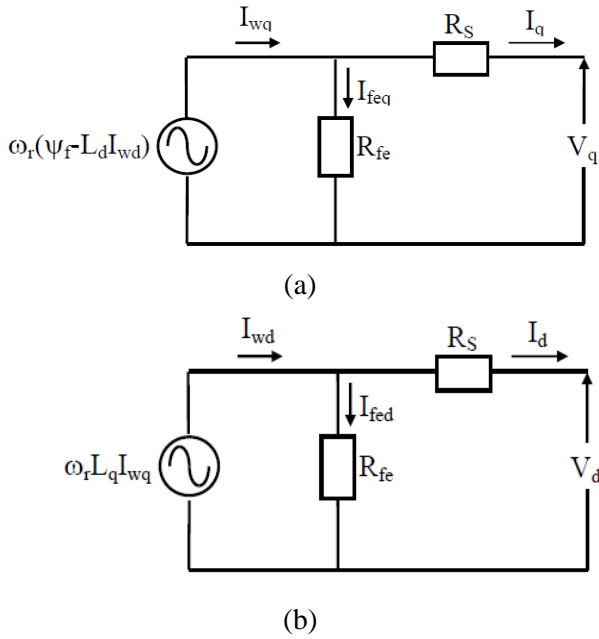 I_wq
R_S
I_q
I_feq
ω_r(ψ_f-L_dI_wd)
R_fe
V_q
(a)
I_wd
R_S
I_d
I_fed
ω_rL_qI_wq
R_fe
V_d
(b)